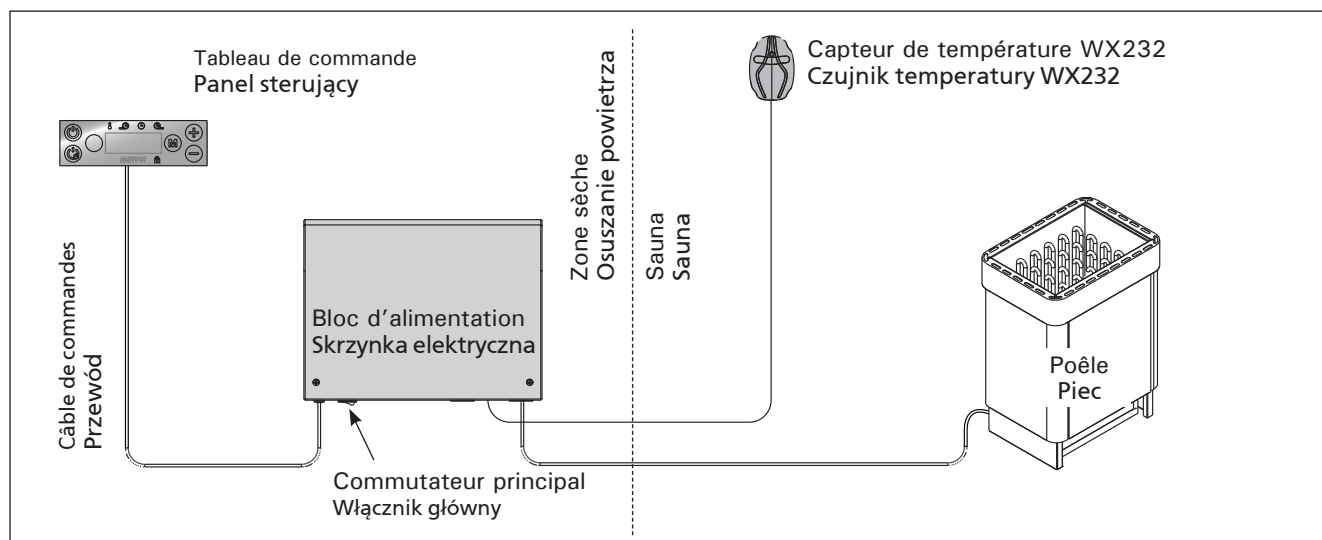 Tableau de commande
Panel sterujący
Capteur de température WX232
Czujnik temperatury WX232
M
HARVIA
Zone sèche
Osuszanie powietrza
Sauna
Sauna
Câble de commandes
Przewód
Bloc d'alimentation
Skrzynka elektryczna
Poêle
Piec
Commutateur principal
Włącznik główny